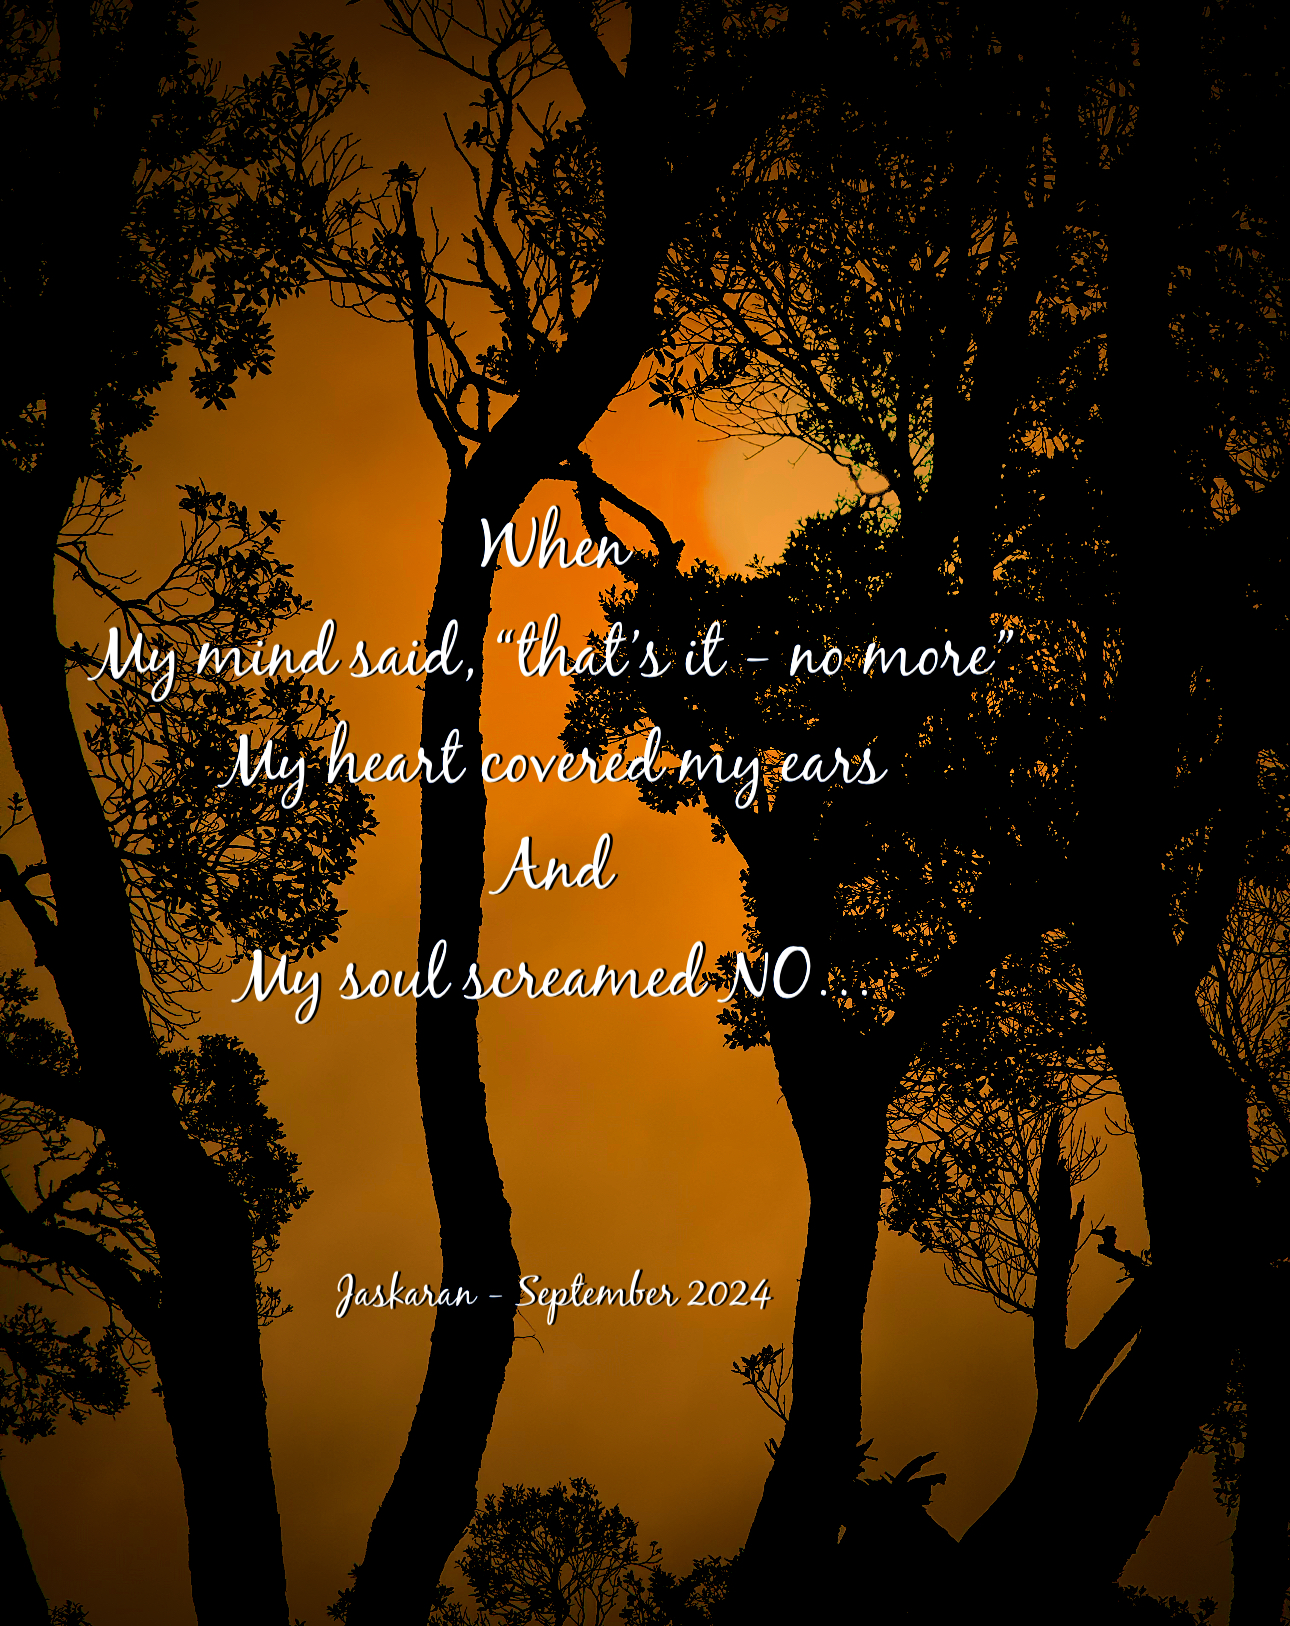 When
My mind said, “that’s it - no more”
My heart covered my ears
And
My soul screamed NO...
Jaskaran - September 2024